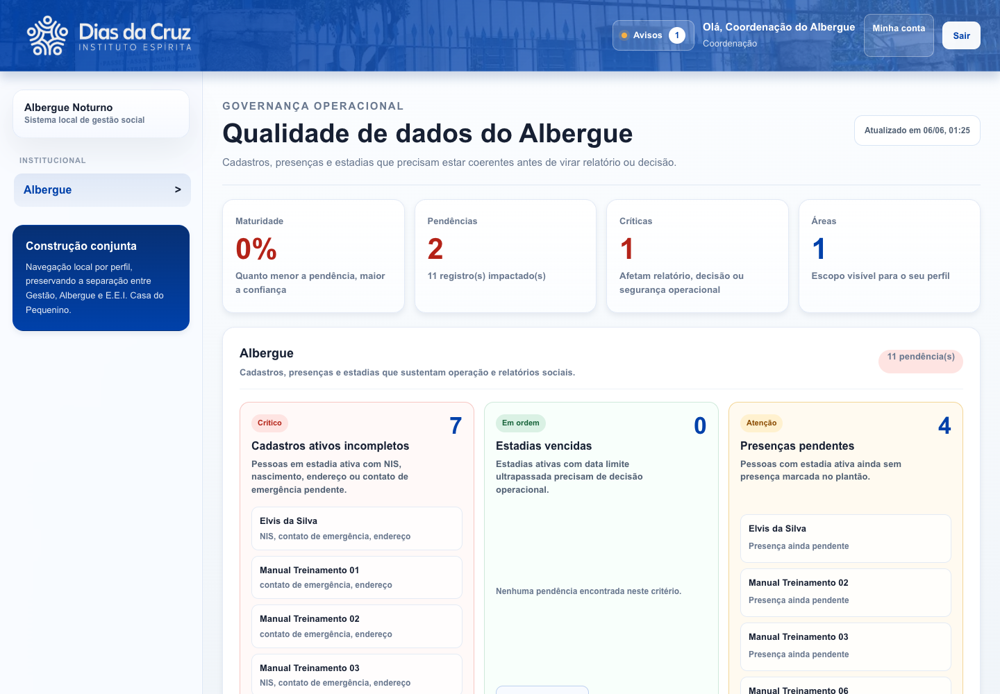 Dias da Cruz
INSTITUTO ESPÍRITA
Avisos 1
Olá, Coordenação do Albergue
Coordenação
Minha conta
Sair
Albergue Noturno
Sistema local de gestão social
INSTITUCIONAL
Albergue >
Construção conjunta
Navegação local por perfil,
preservando a separação entre
Gestão, Albergue e E.E.I. Casa do
Pequenino.
GOVERNANÇA OPERACIONAL
Qualidade de dados do Albergue
Cadastros, presenças e estadias que precisam estar coerentes antes de virar relatório ou decisão.
Atualizado em 06/06, 01:25
Maturidade
0%
Quanto menor a pendência, maior
a confiança
Pendências
2
11 registro(s) impactado(s)
Críticas
1
Afetam relatório, decisão ou
segurança operacional
Áreas
1
Escopo visível para o seu perfil
Albergue
Cadastros, presenças e estadias que sustentam operação e relatórios sociais.
11 pendência(s)
Crítico
7
Cadastros ativos incompletos
Pessoas em estadia ativa com NIS,
nascimento, endereço ou contato de
emergência pendente.
Elvis da Silva
NIS, contato de emergência, endereço
Manual Treinamento 01
contato de emergência, endereço
Manual Treinamento 02
contato de emergência, endereço
Manual Treinamento 03
NIS, contato de emergência, endereço
Em ordem
0
Estadias vencidas
Estadias ativas com data limite
ultrapassada precisam de decisão
operacional.
Nenhuma pendência encontrada neste critério.
Atenção
4
Presenças pendentes
Pessoas com estadia ativa ainda sem
presença marcada no plantão.
Elvis da Silva
Presença ainda pendente
Manual Treinamento 02
Presença ainda pendente
Manual Treinamento 03
Presença ainda pendente
Manual Treinamento 06